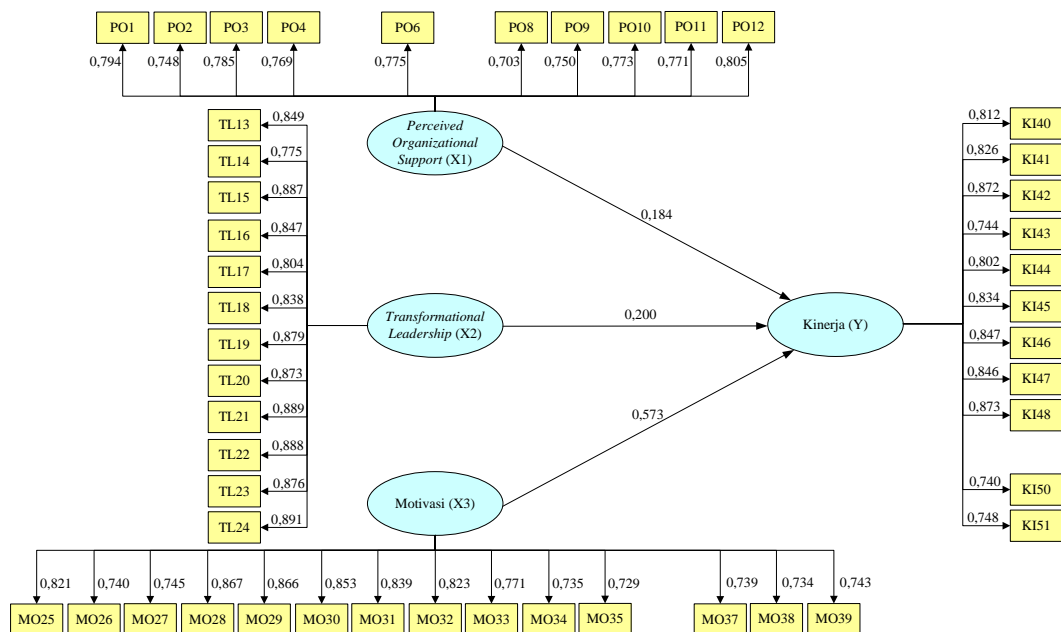 PO1 PO2 PO3 PO4 PO6 PO8 PO9 PO10 PO11 PO12
0,794 0,748 0,785 0,769 0,775 0,703 0,750 0,773 0,771 0,805
TL13 0,849
TL14 0,775
TL15 0,887
TL16 0,847
TL17 0,804
TL18 0,838
TL19 0,879
TL20 0,873
TL21 0,889
TL22 0,888
TL23 0,876
TL24 0,891
Perceived
Organizational
Support (X1)
0,184
Transformational
Leadership (X2)
0,200
Motivasi (X3)
0,573
Kinerja (Y)
0,812 KI40
0,826 KI41
0,872 KI42
0,744 KI43
0,802 KI44
0,834 KI45
0,847 KI46
0,846 KI47
0,873 KI48
0,740 KI50
0,748 KI51
0,821 0,740 0,745 0,867 0,866 0,853 0,839 0,823 0,771 0,735 0,729 0,739 0,734 0,743
MO25 MO26 MO27 MO28 MO29 MO30 MO31 MO32 MO33 MO34 MO35 MO37 MO38 MO39